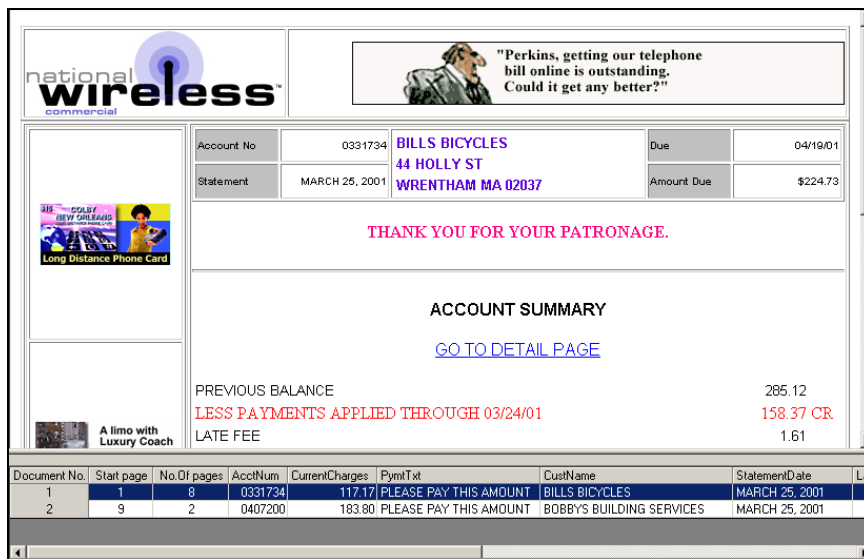 national
wireless™
commercial
"Perkins, getting our telephone
bill online is outstanding.
Could it get any better?"
Account No 0331734 BILLS BICYCLES Due 04/19/01
44 HOLLY ST
Statement MARCH 25, 2001 WRENTHAM MA 02037 Amount Due $224.73
$15 COLBY
NEW ORLEANS
Long Distance Phone Card
THANK YOU FOR YOUR PATRONAGE.
ACCOUNT SUMMARY
GO TO DETAIL PAGE
PREVIOUS BALANCE 285.12
LESS PAYMENTS APPLIED THROUGH 03/24/01 158.37 CR
LATE FEE 1.61
A limo with
Luxury Coach
Document No. Start page No.Of pages AcctNum CurrentCharges PymtTxt CustName StatementDate L
1 1 8 0331734 117.17 PLEASE PAY THIS AMOUNT BILLS BICYCLES MARCH 25, 2001
2 9 2 0407200 183.80 PLEASE PAY THIS AMOUNT BOBBYS BUILDING SERVICES MARCH 25, 2001